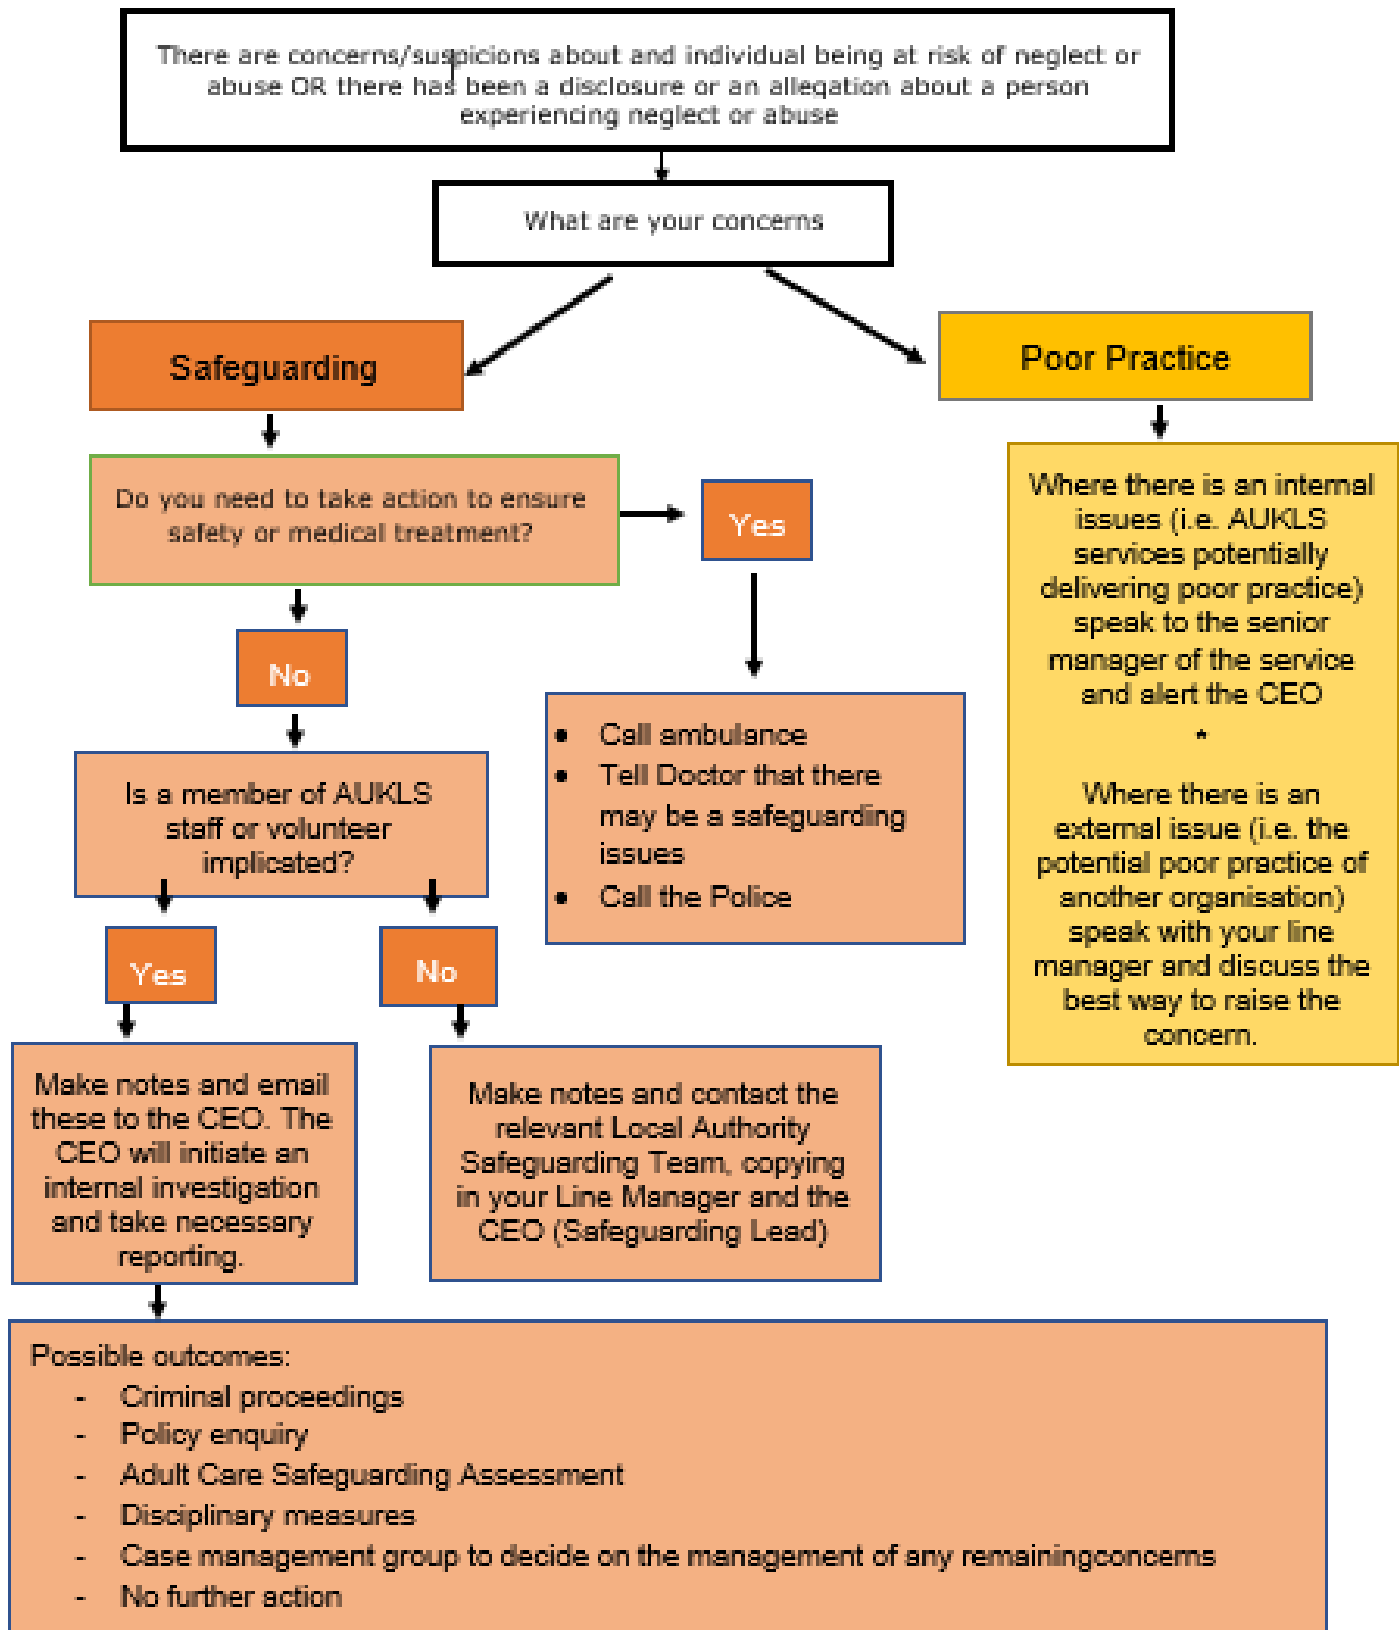 There are concerns/suspicions about and individual being at risk of neglect or
abuse OR there has been a disclosure or an allegation about a person
experiencing neglect or abuse
What are your concerns
Safeguarding
Poor Practice
Do you need to take action to ensure
safety or medical treatment?
Yes
No
Where there is an internal
issues (i.e. AUKLS
services potentially
delivering poor practice)
speak to the senior
manager of the service
and alert the CEO
*
Where there is an
external issue (i.e. the
potential poor practice of
another organisation)
speak with your line
manager and discuss the
best way to raise the
concern.
• Call ambulance
• Tell Doctor that there
may be a safeguarding
issues
• Call the Police
Is a member of AUKLS
staff or volunteer
implicated?
Yes
No
Make notes and email
these to the CEO. The
CEO will initiate an
internal investigation
and take necessary
reporting.
Make notes and contact the
relevant Local Authority
Safeguarding Team, copying
in your Line Manager and the
CEO (Safeguarding Lead)
Possible outcomes:
- Criminal proceedings
- Policy enquiry
- Adult Care Safeguarding Assessment
- Disciplinary measures
- Case management group to decide on the management of any remainingconcerns
- No further action